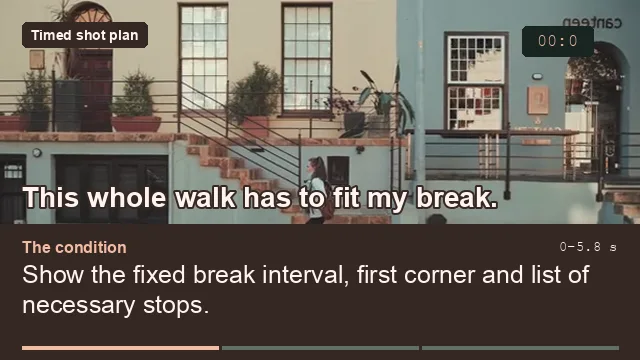 Timed shot plan
canteen
00:0
This whole walk has to fit my break.
The condition
0–5.8 s
Show the fixed break interval, first corner and list of
necessary stops.